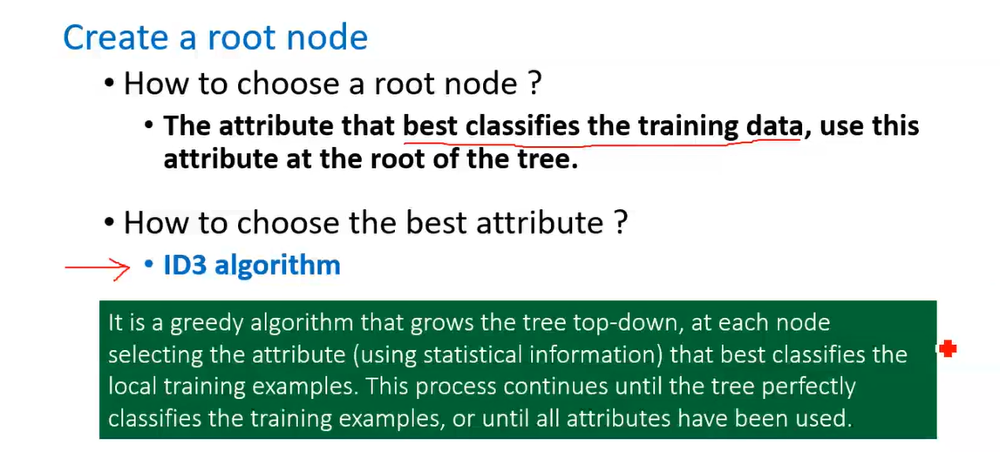 Create a root node
• How to choose a root node ?
• The attribute that best classifies the training data, use this
attribute at the root of the tree.
• How to choose the best attribute ?
• ID3 algorithm
It is a greedy algorithm that grows the tree top-down, at each node
selecting the attribute (using statistical information) that best classifies the
local training examples. This process continues until the tree perfectly
classifies the training examples, or until all attributes have been used.